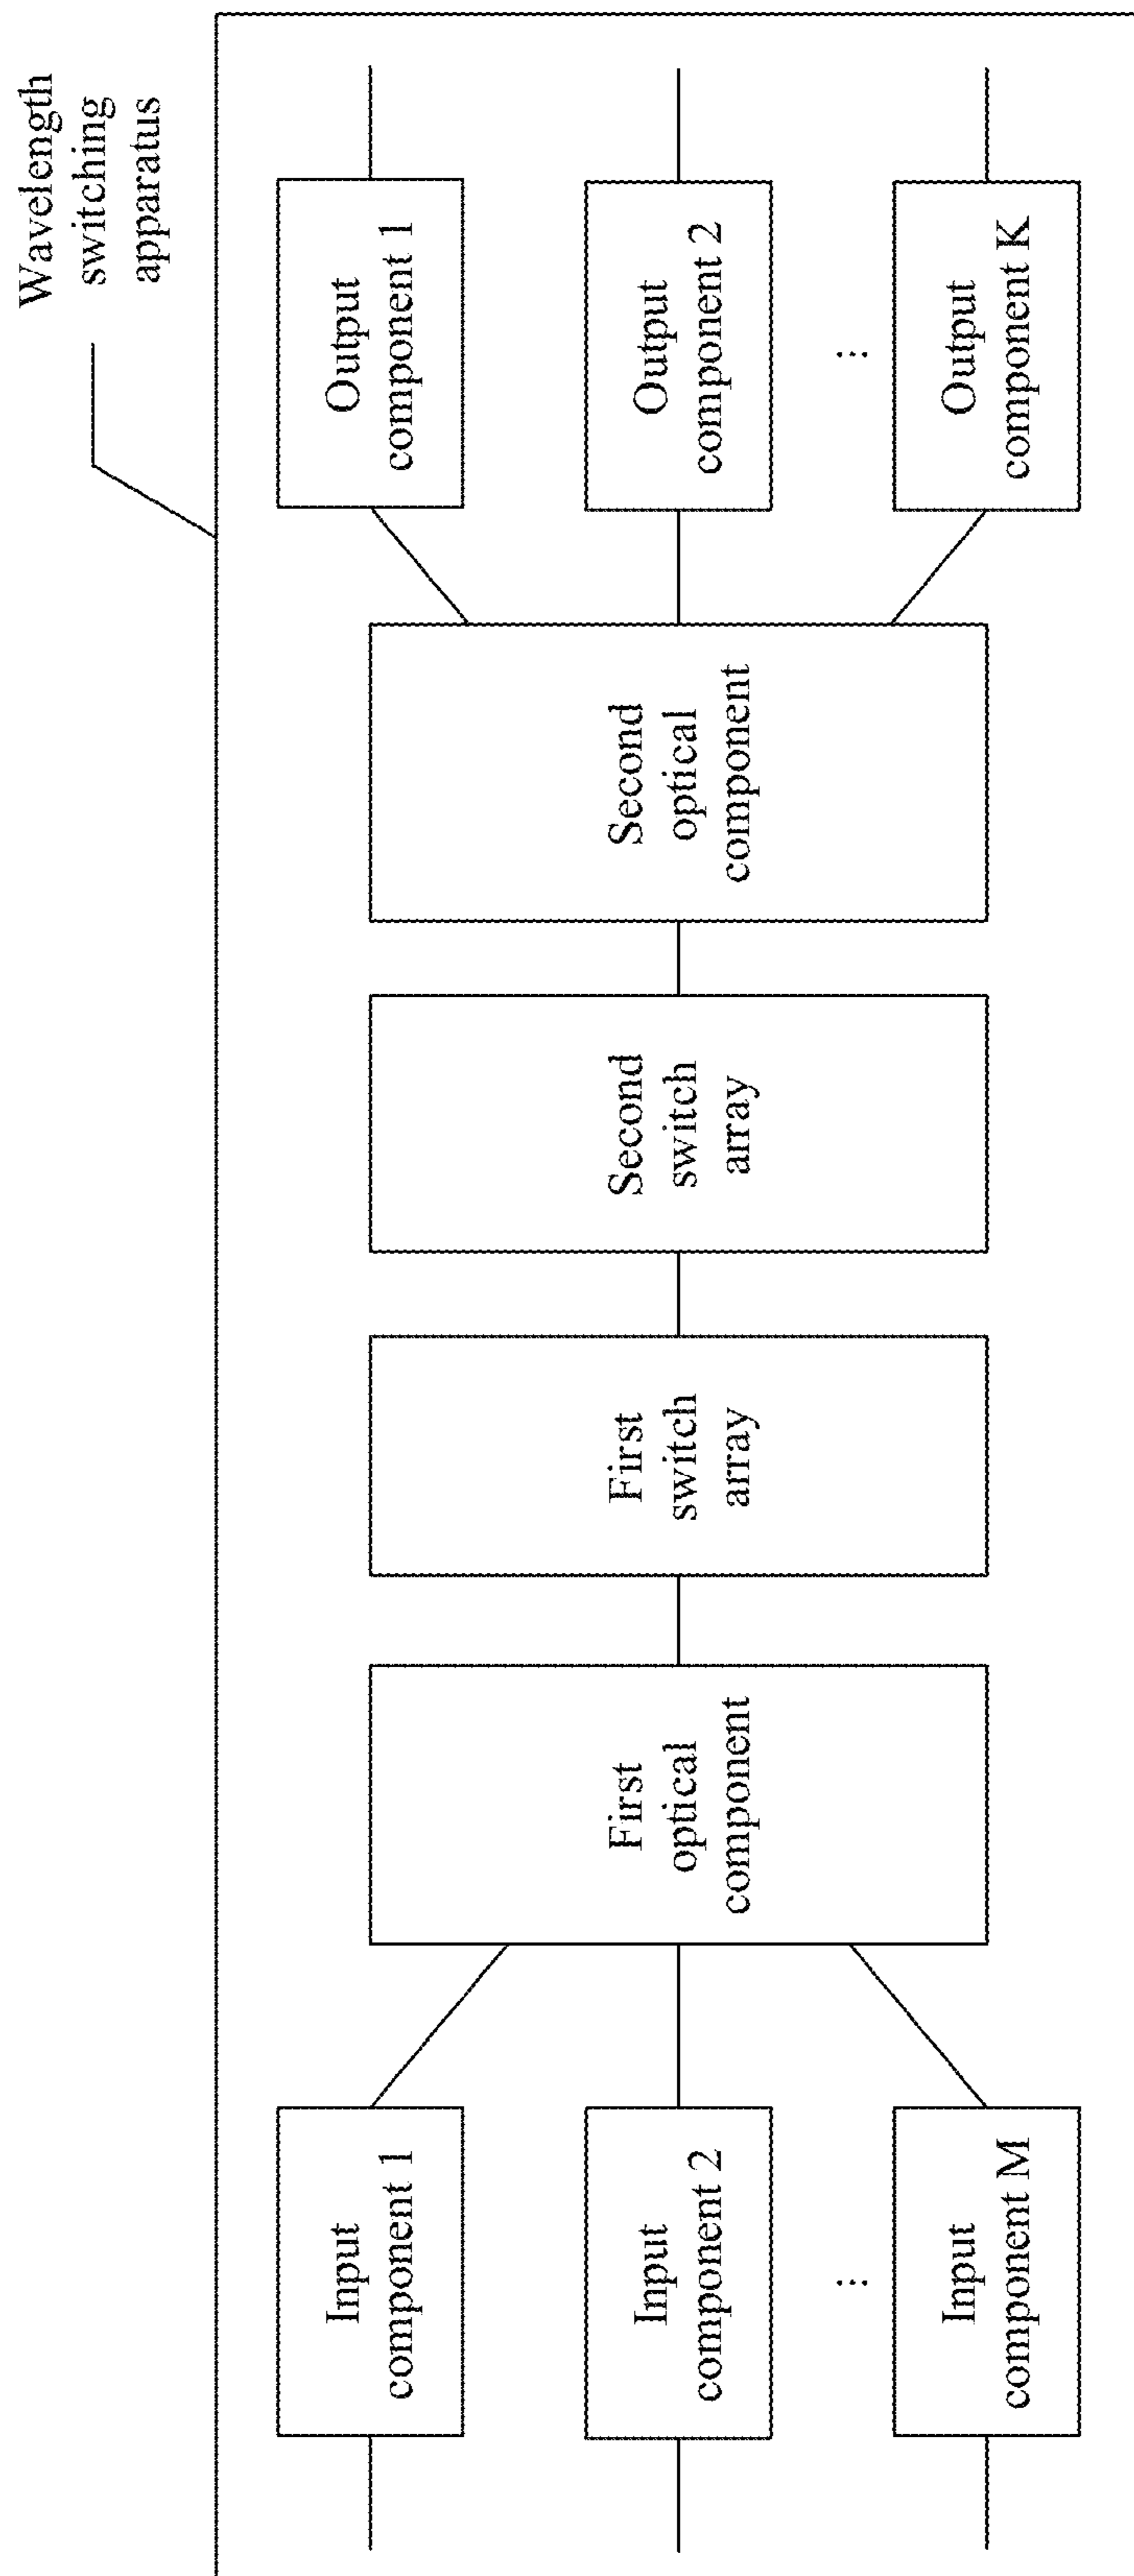 Wavelength
switching
apparatus
Input
component 1
Input
component 2
...
Input
component M
First
optical
component
First
switch
array
Second
switch
array
Second
optical
component
Output
component 1
Output
component 2
...
Output
component K